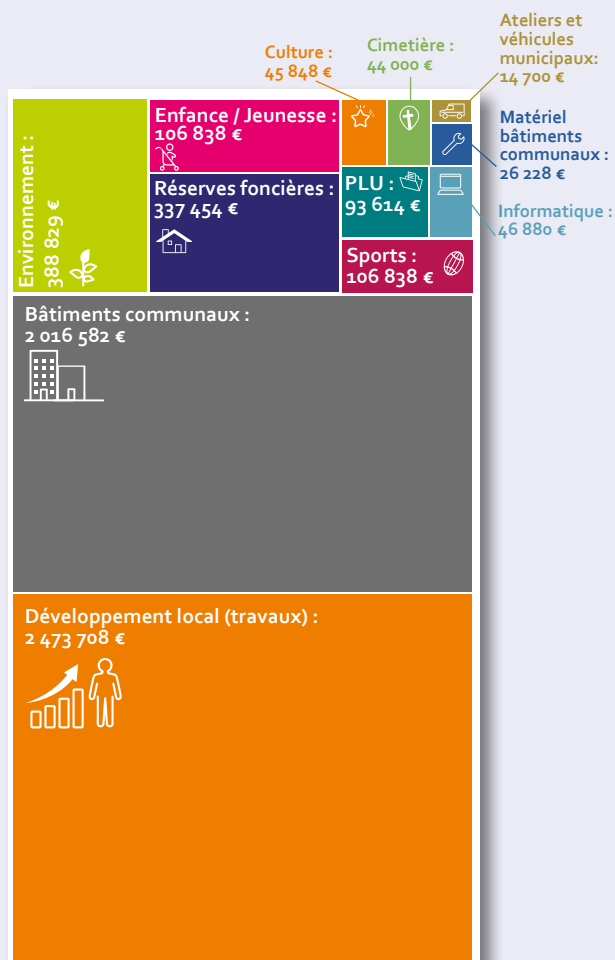 Ateliers et
véhicules
municipaux:
14 700 €
Culture :
45 848 €
Cimetière :
44 000 €
Matériel
bâtiments
communaux :
26 228 €
Informatique :
46 880 €
Environnement :
388 829 €
Enfance / Jeunesse :
106 838 €
Réserves foncières :
337 454 €
PLU :
93 614 €
Sports :
106 838 €
Bâtiments communaux :
2 016 582 €
Développement local (travaux) :
2 473 708 €